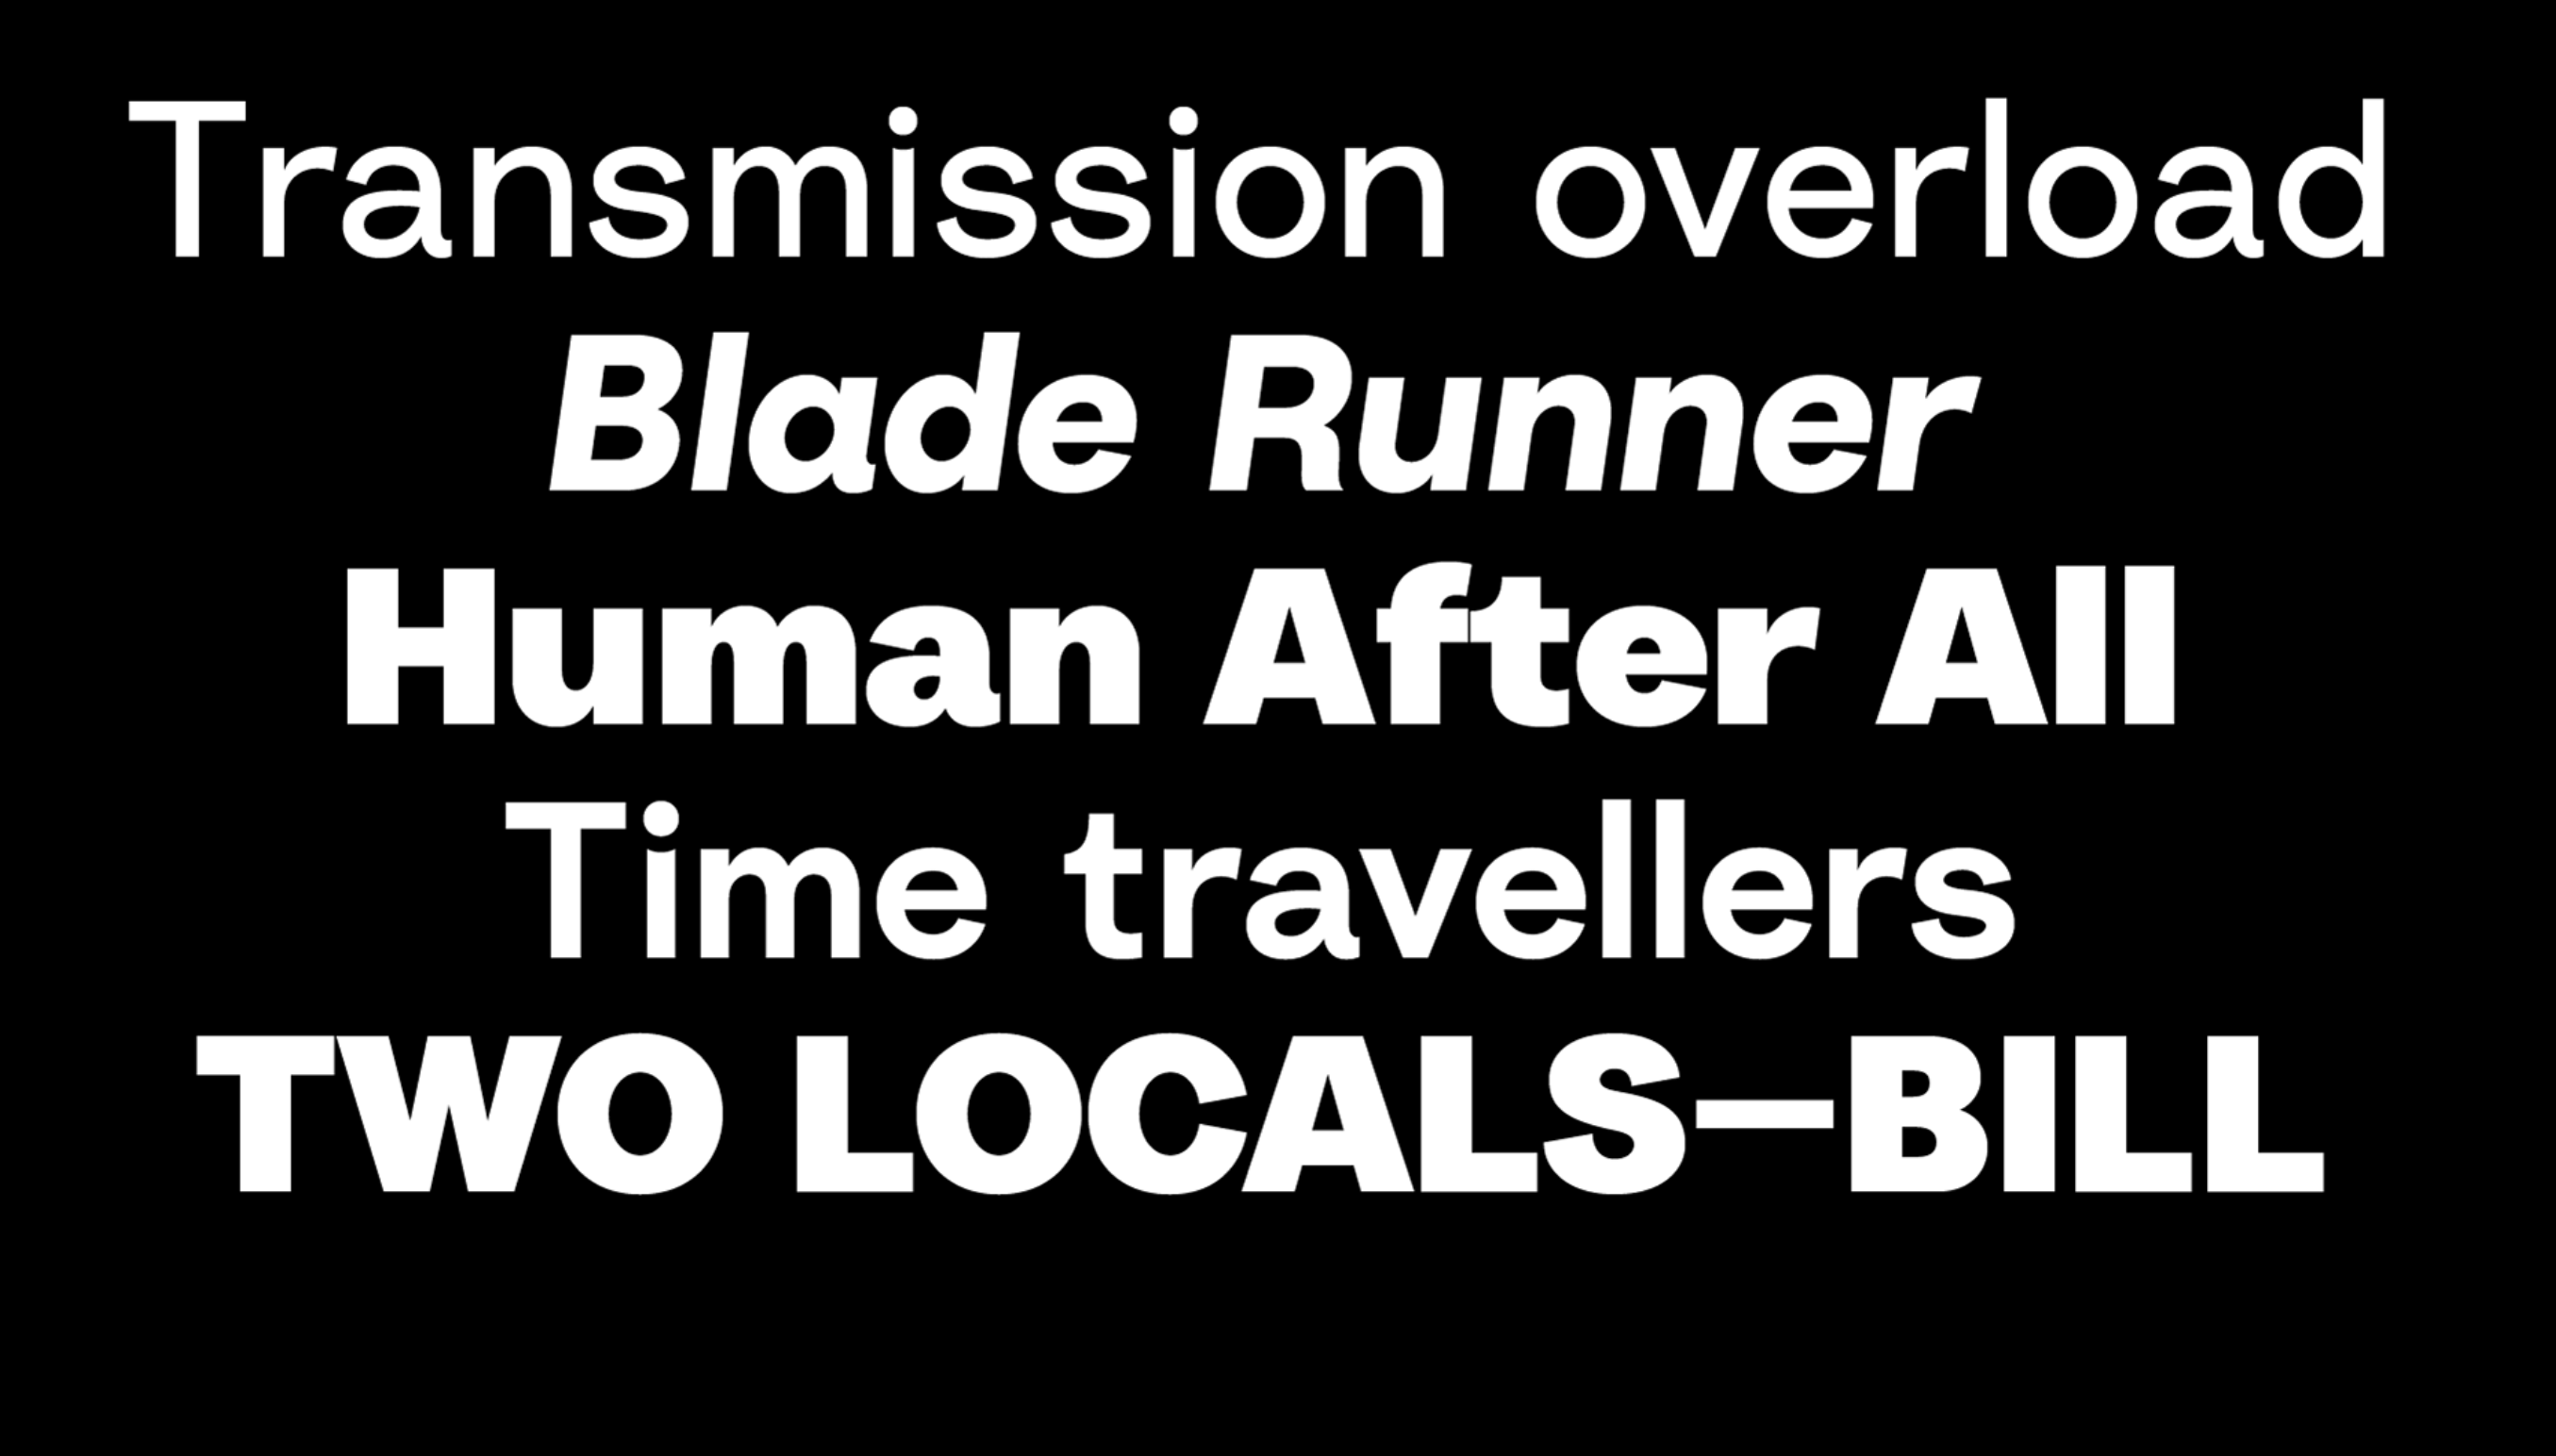 Transmission overload
Blade Runner
Human After All
Time travellers
TWO LOCALS–BILL